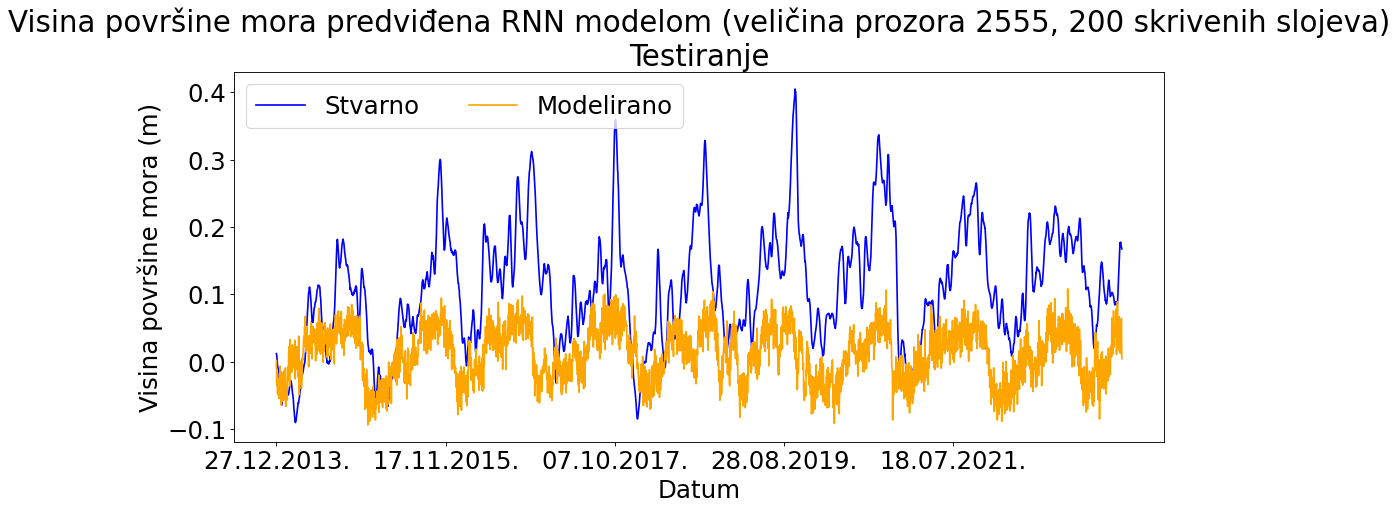 Visina površine mora predviđena RNN modelom (veličina prozora 2555, 200 skrivenih slojeva)
Testiranje
Stvarno
Modelirano
Visina površine mora (m)
0.4
0.3
0.2
0.1
0.0
−0.1
27.12.2013.
17.11.2015.
07.10.2017.
28.08.2019.
18.07.2021.
Datum